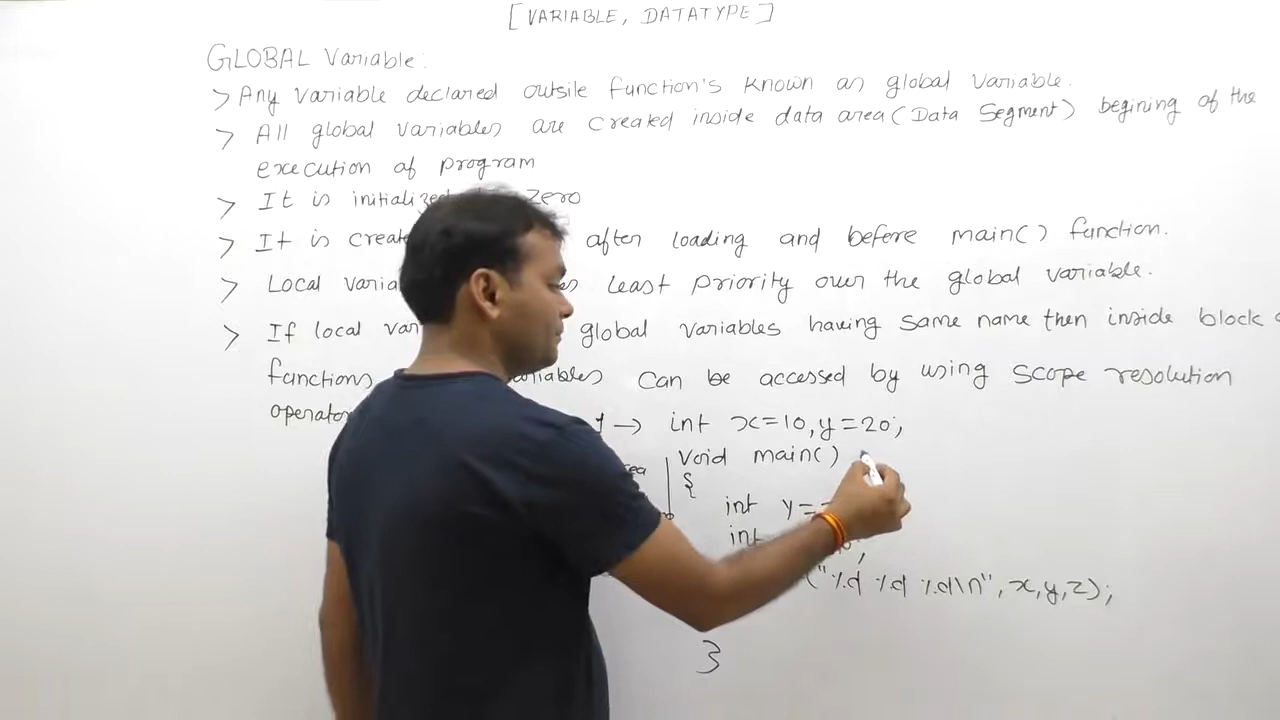 [VARIABLE, DATATYPE]
GLOBAL Variable:
> Any variable declared outsile function's known as global variable.
> All global variables are created inside data area (Data Segment) begining of the
execution of program
> It is initialized zero
> It is after loading and before main() function.
> Local least priority over the global variable.
> If local global variables having same name then inside block
functions can be accessed by using scope resolution
operator
→ int x=10,y=20;
void main()
{
int y=
int ;
("%d %d %d\n", x,y,z);
}